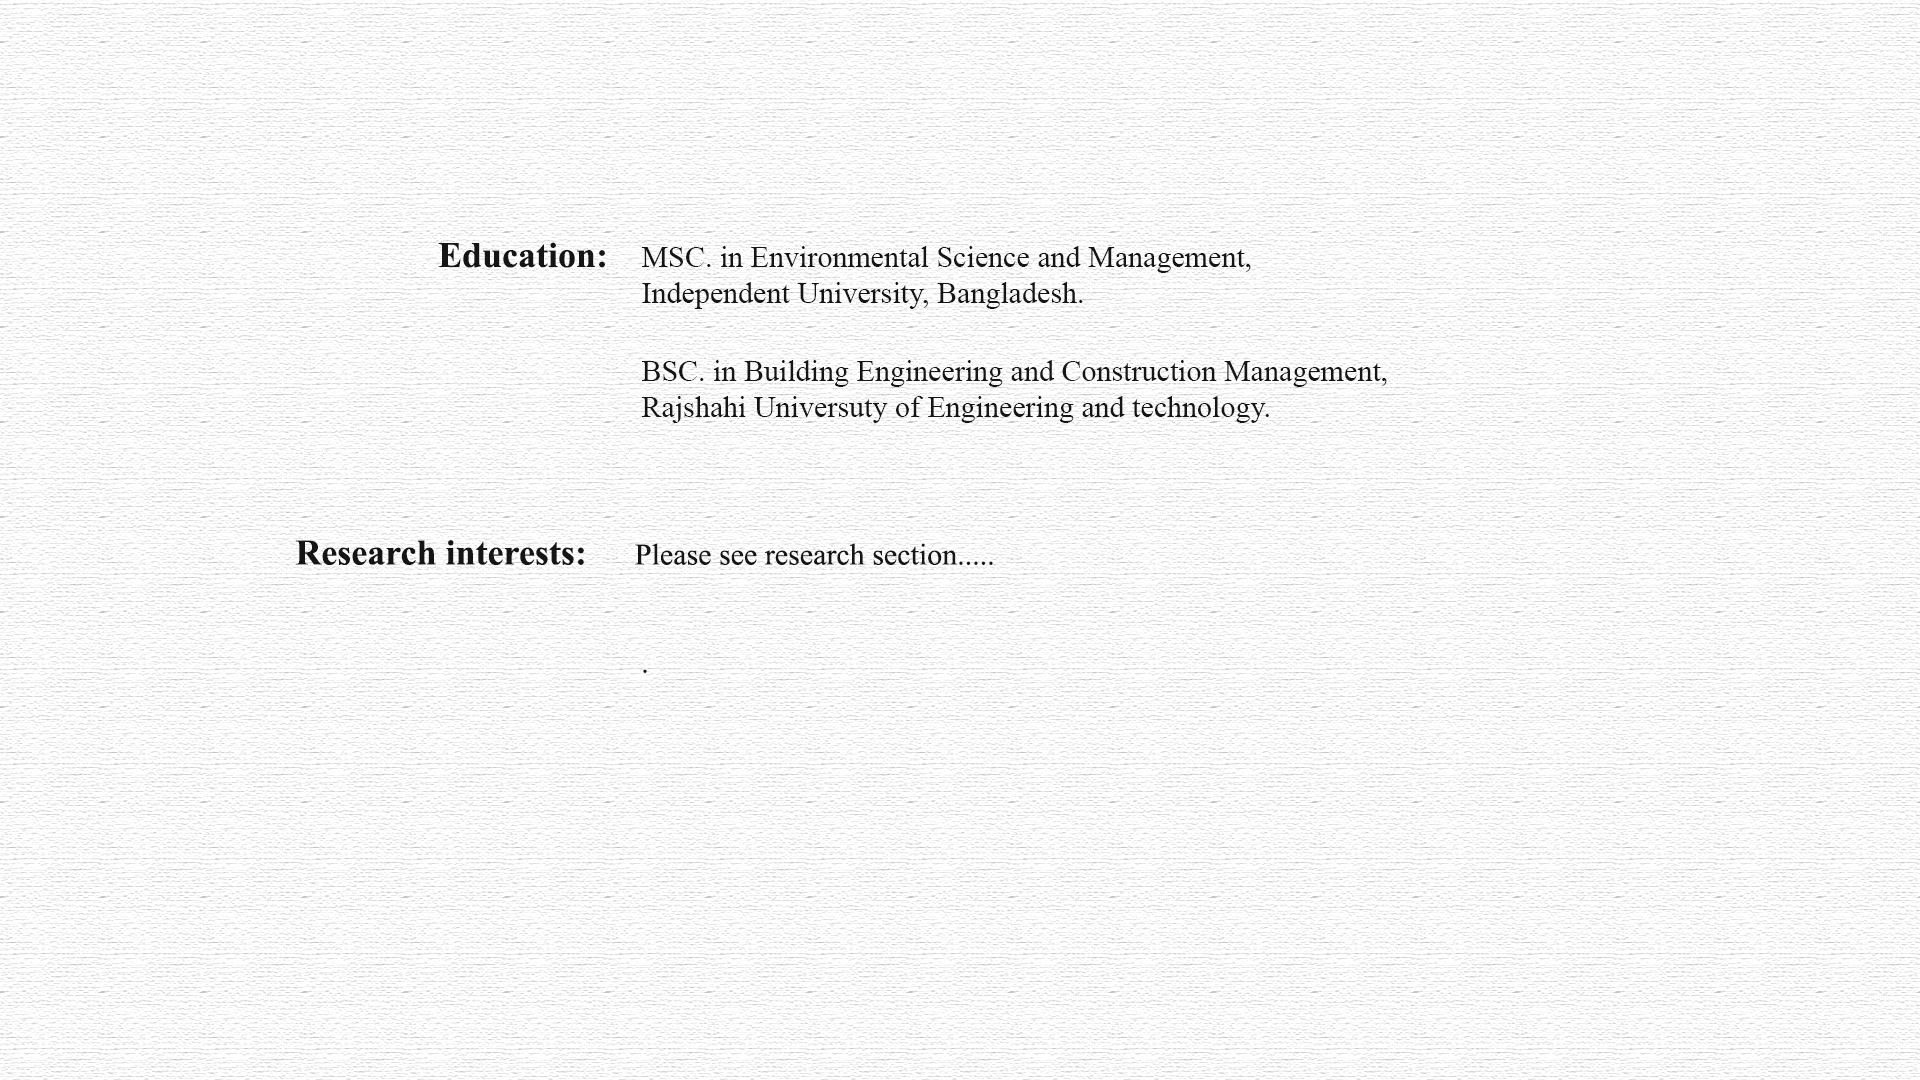 Education: MSC. in Environmental Science and Management,
Independent University, Bangladesh.
BSC. in Building Engineering and Construction Management,
Rajshahi Universuty of Engineering and technology.
Research interests: Please see research section.....
.